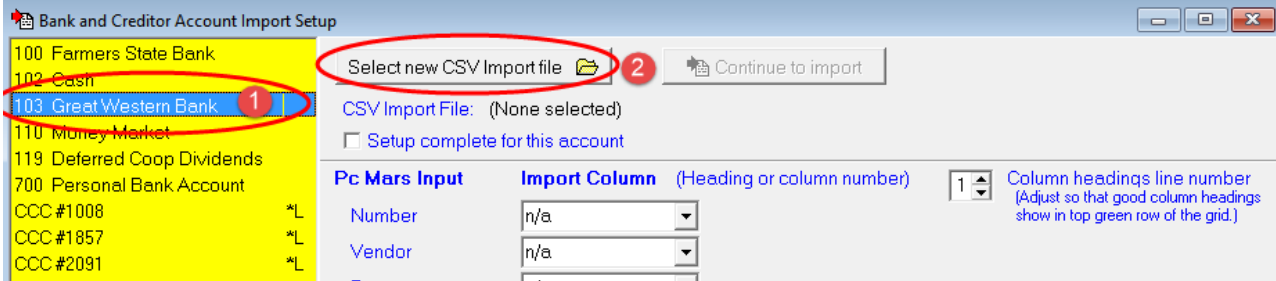 Bank and Creditor Account Import Setup
100 Farmers State Bank
102 Cash
103 Great Western Bank
1
110 Money Market
119 Deferred Coop Dividends
700 Personal Bank Account
CCC #1008 *L
CCC #1857 *L
CCC #2091 *L
Select new CSV Import file
2
Continue to import
CSV Import File: (None selected)
Setup complete for this account
Pc Mars Input Import Column (Heading or column number)
Number n/a
Vendor n/a
1
Column headings line number
(Adjust so that good column headings
show in top green row of the grid.)